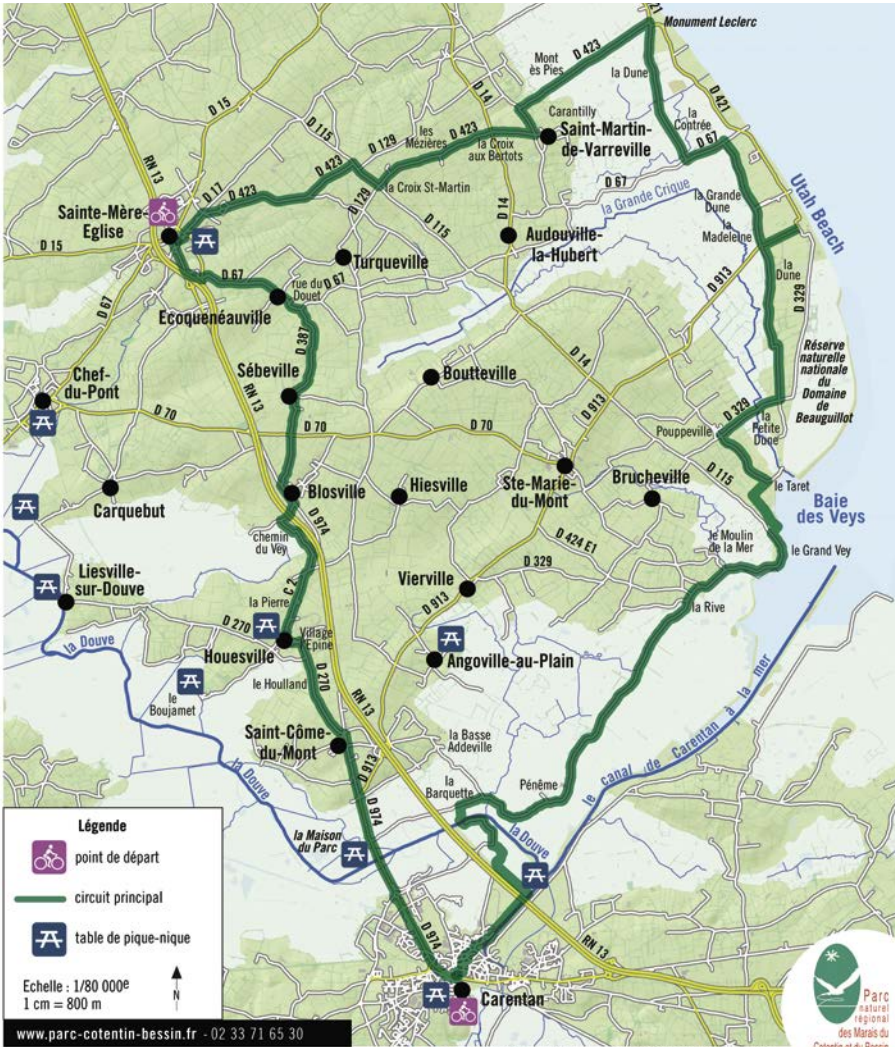 21
Monument Leclerc
D 423
Mont
ès Pies
la Dune
D 14
D 15
D 421
Carantilly
la
Contrée
D 115
les
Mézières
D 423
Saint-Martin-
de-Varreville
RN 13
D 129
la Croix
aux Bertots
D 67
D 17
D 423
D 423
la Croix St-Martin
D 67
Utah Beach
Sainte-Mère-
Eglise
D 129
la Grande Crique
la Grande
Dune
D 14
D 115
la
Madeleine
D 15
Audouville-
la-Hubert
Turqueville
D 913
la
Dune
D 67
rue du
Douet
D 67
D 329
D 67
Ecoquenéauville
D 387
Réserve
naturelle
nationale
du
Domaine
de
Beauguillot
Sébeville
D 14
Chef-
du-Pont
Boutteville
RN 13
D 913
D 329
la
Petite
Dune
D 70
D 70
D 70
Pouppeville
Ste-Marie-
du-Mont
D 115
le Taret
Carquebut
Blosville
Hiesville
Brucheville
Baie
des Veys
D 974
chemin
du Vey
D 424 E1
le Moulin
de la Mer
le Grand Vey
Liesville-
sur-Douve
D 329
C 2
Vierville
la Pierre
la Rive
D 913
D 270
Village
l'Epine
la Douve
Houesville
Angoville-au-Plain
D 270
le Houlland
le
Boujamet
RN 13
le canal de Carentan à la mer
Saint-Côme-
du-Mont
la Basse
Addeville
D 913
la
Barquette
Pénême
la Douve
D 974
la Douve
la Maison
du Parc
D 974
RN 13
Carentan
Légende
point de départ
circuit principal
table de pique-nique
Echelle : 1/80 000e
1 cm = 800 m
N
www.parc-cotentin-bessin.fr - 02 33 71 65 30
Parc
naturel
régional
des Marais du
Cotentin et du Bessin